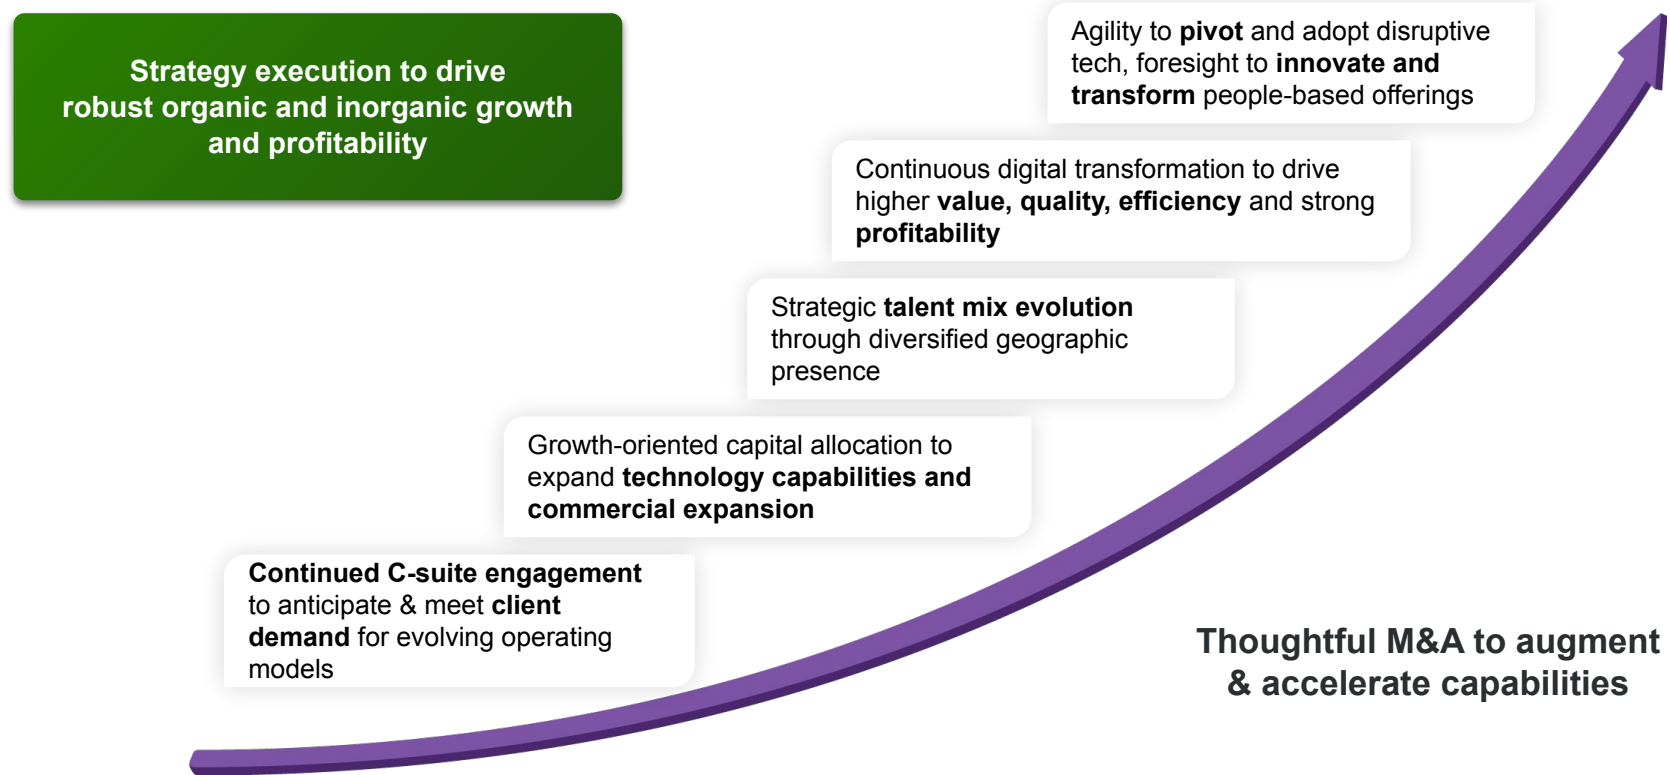 Strategy execution to drive
robust organic and inorganic growth
and profitability
Agility to pivot and adopt disruptive
tech, foresight to innovate and
transform people-based offerings
Continuous digital transformation to drive
higher value, quality, efficiency and strong
profitability
Strategic talent mix evolution
through diversified geographic
presence
Growth-oriented capital allocation to
expand technology capabilities and
commercial expansion
Continued C-suite engagement
to anticipate & meet client
demand for evolving operating
models
Thoughtful M&A to augment
& accelerate capabilities